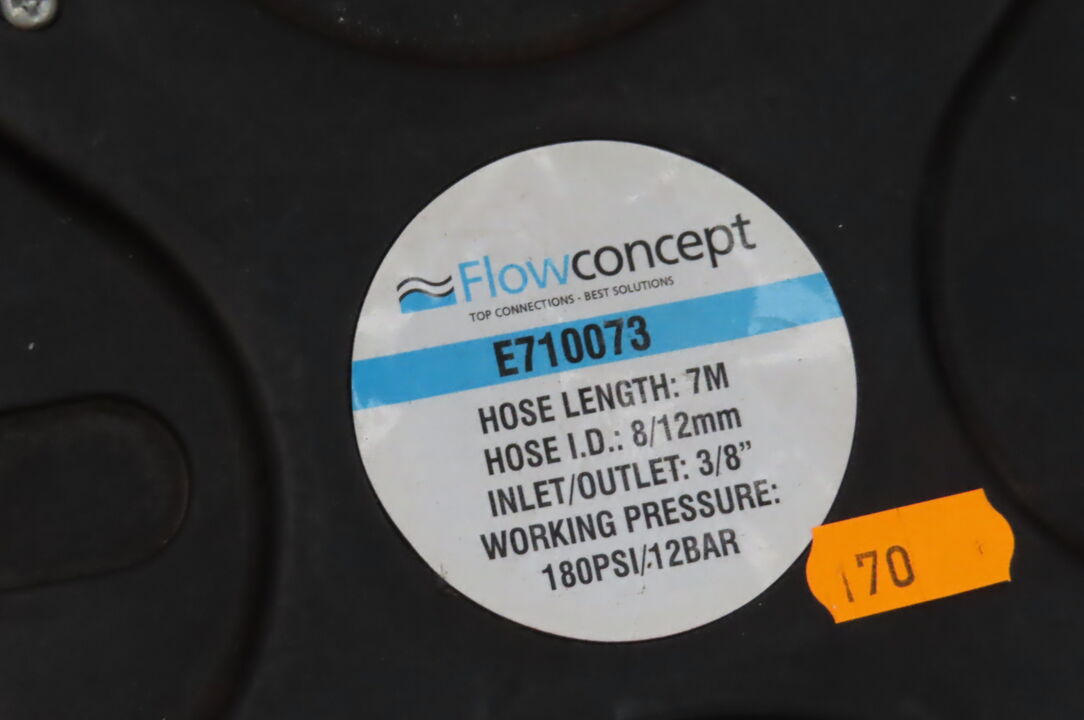 Flowconcept
TOP CONNECTIONS - BEST SOLUTIONS
E710073
HOSE LENGTH: 7M
HOSE I.D.: 8/12mm
INLET/OUTLET: 3/8”
WORKING PRESSURE:
180PSI/12BAR
170